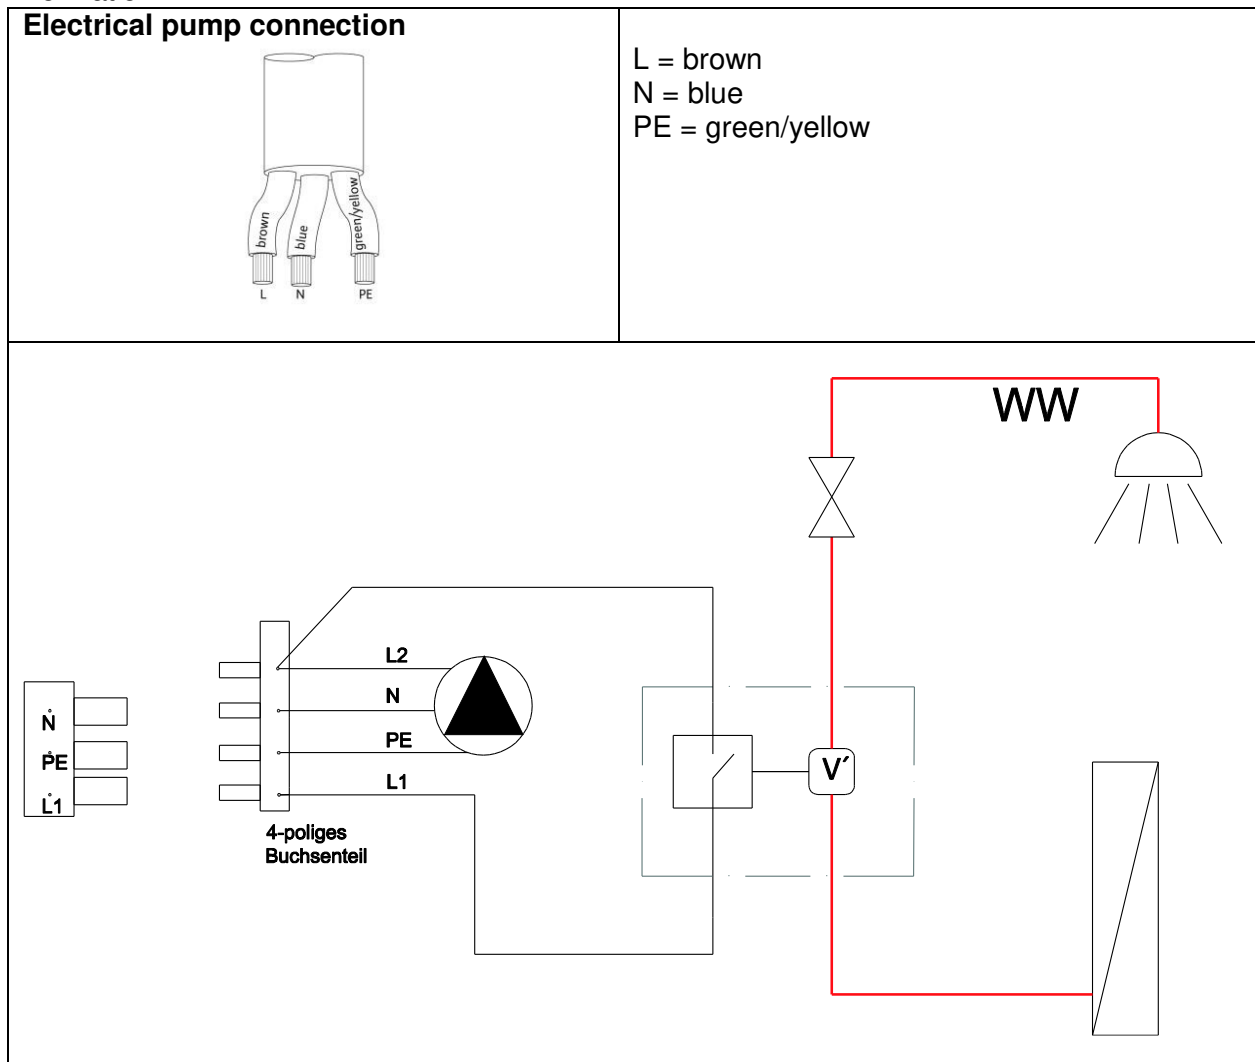 Electrical pump connection
brown
blue
green/yellow
L N PE
L = brown
N = blue
PE = green/yellow
WW
L2
N
PE
L1
N
PE
L1
V´
4-poliges
Buchsenteil